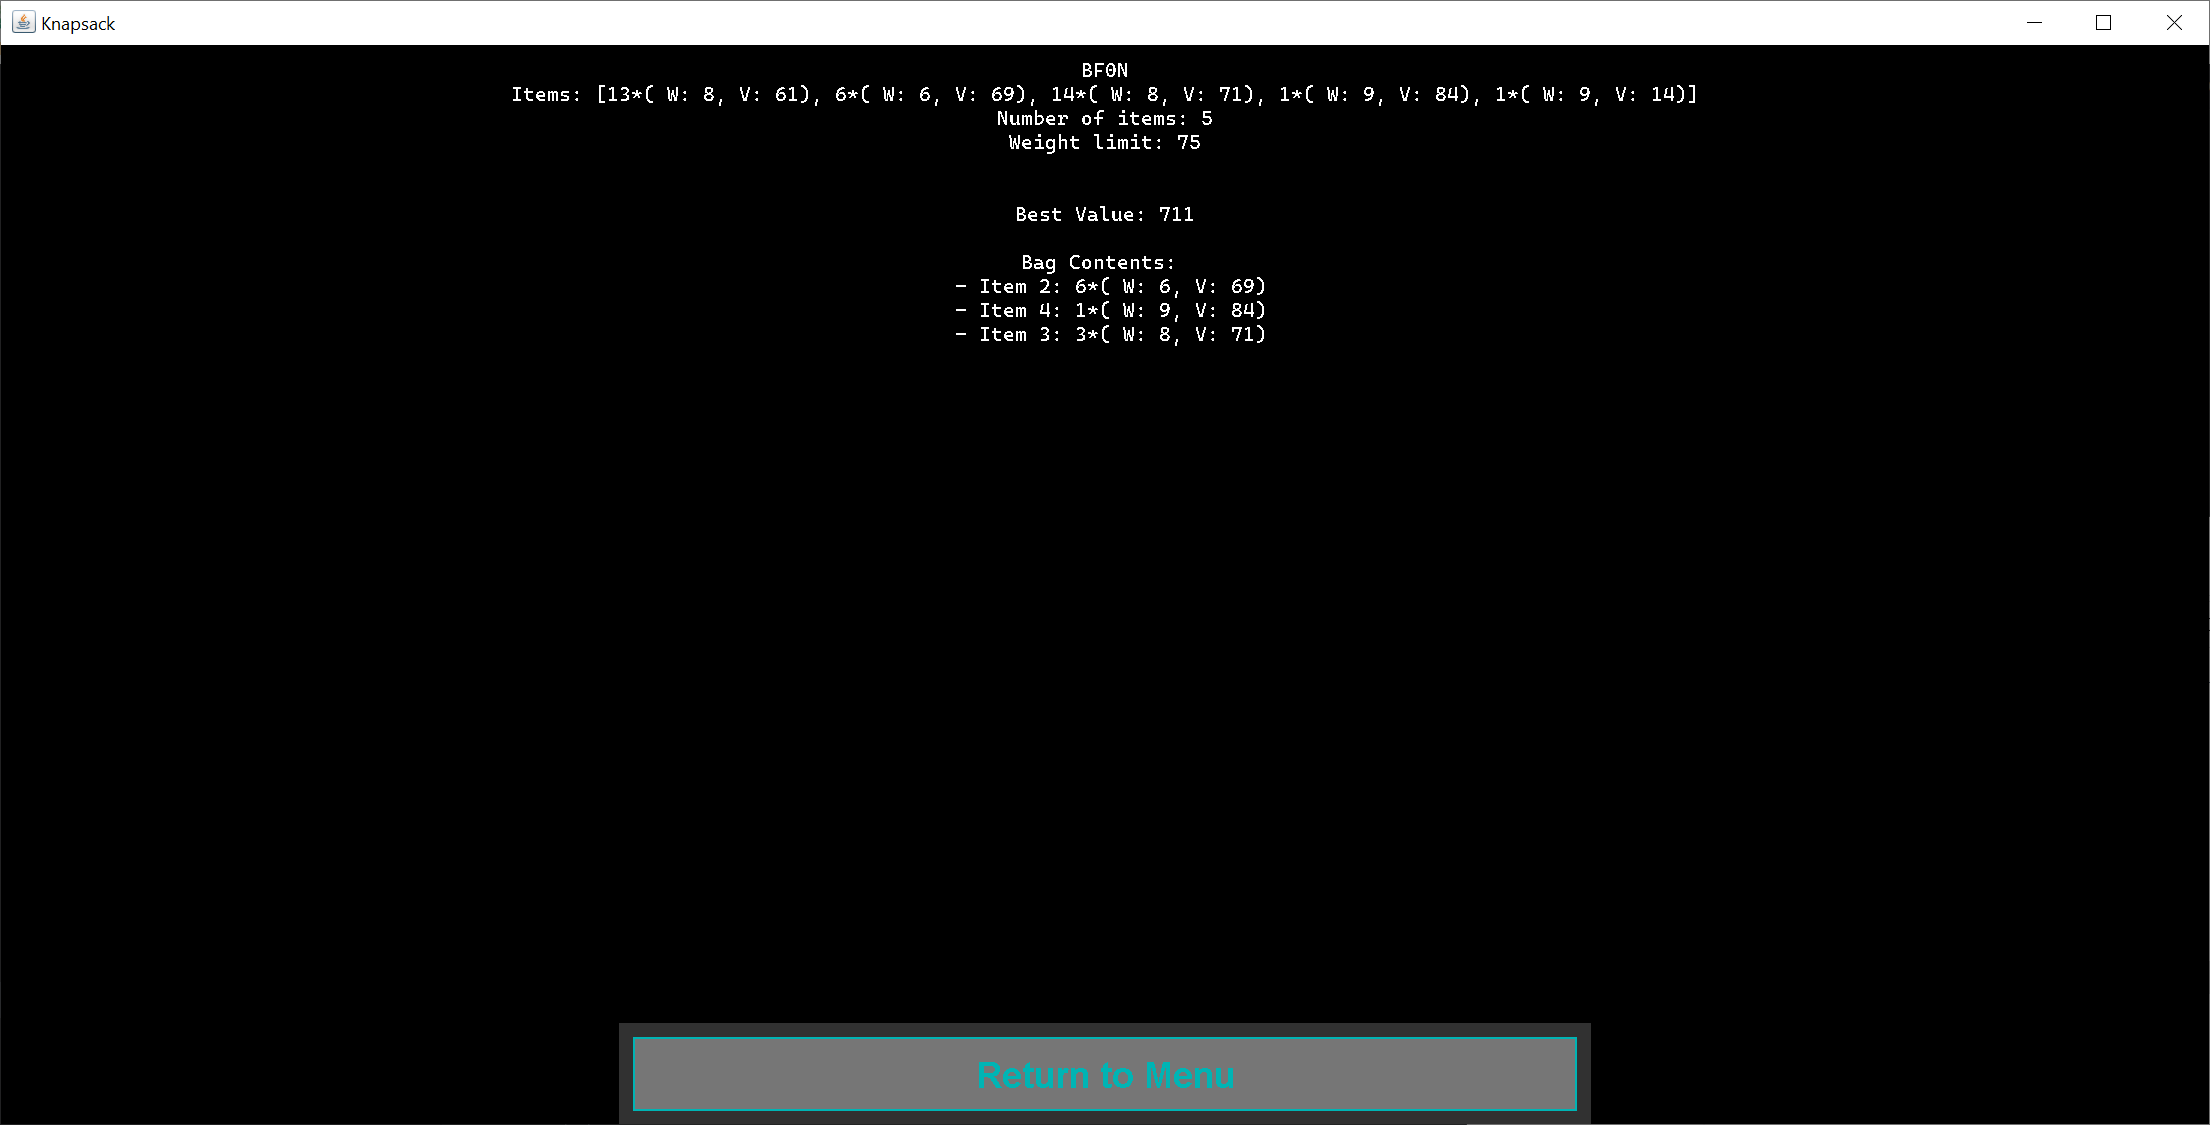 Knapsack
BF0N
Items: [13*( W: 8, V: 61), 6*( W: 6, V: 69), 14*( W: 8, V: 71), 1*( W: 9, V: 84), 1*( W: 9, V: 14)]
Number of items: 5
Weight limit: 75
Best Value: 711
Bag Contents:
- Item 2: 6*( W: 6, V: 69)
- Item 4: 1*( W: 9, V: 84)
- Item 3: 3*( W: 8, V: 71)
Return to Menu